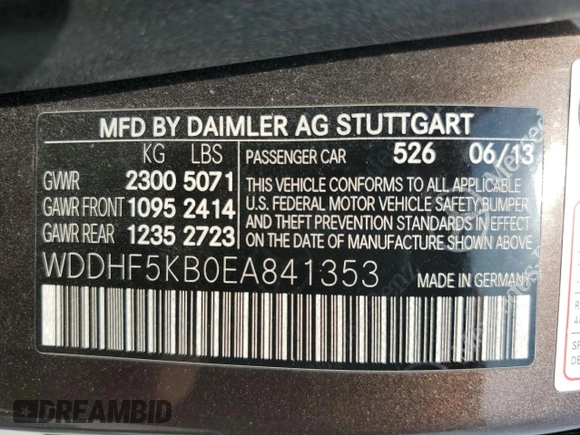 MFD BY DAIMLER AG STUTTGART
KG LBS
GVWR 2300 5071
GAWR FRONT 1095 2414
GAWR REAR 1235 2723
PASSENGER CAR 526 06/13
THIS VEHICLE CONFORMS TO ALL APPLICABLE
U.S. FEDERAL MOTOR VEHICLE SAFETY, BUMPER
AND THEFT PREVENTION STANDARDS IN EFFECT
ON THE DATE OF MANUFACTURE SHOWN ABOVE
WDDHF5KB0EA841353
MADE IN GERMANY
DREAMBID